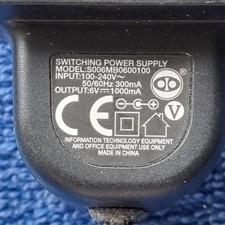 SWITCHING POWER SUPPLY
MODEL:S006MB0600100
INPUT:100-240V~
50/60Hz 300mA
OUTPUT:6V⎓1000mA
CE
V
INFORMATION TECHNOLOGY EQUIPMENT
AND OFFICE EQUIPMENT USE ONLY
MADE IN CHINA